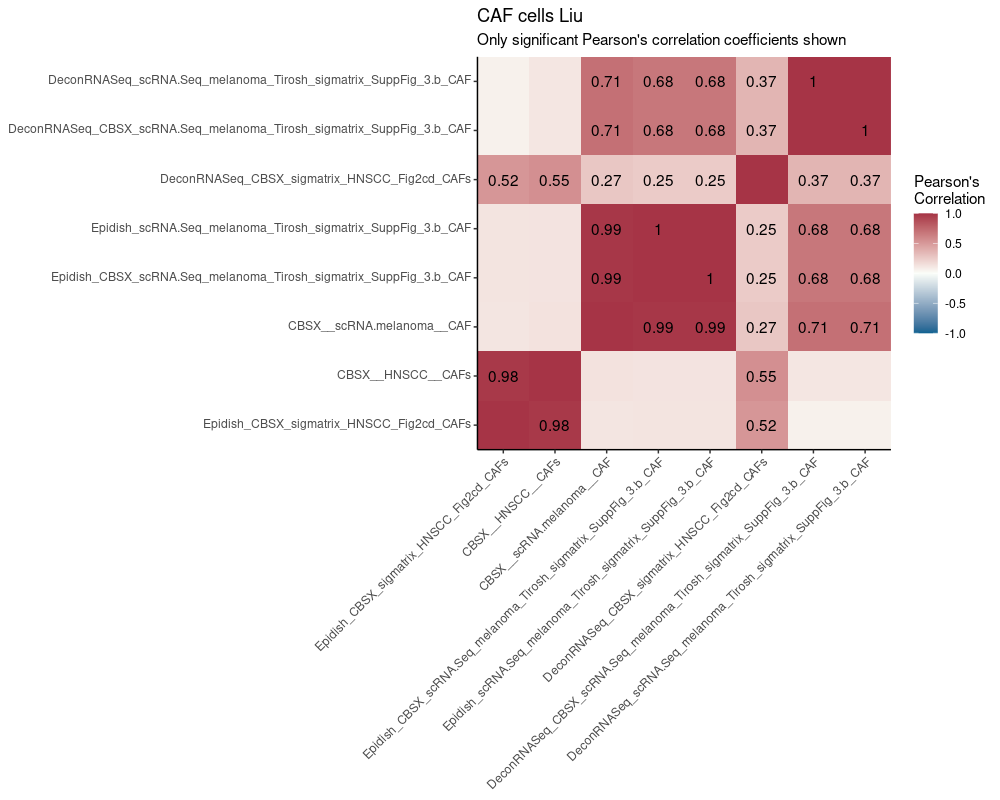 CAF cells Liu
Only significant Pearson's correlation coefficients shown
DeconRNASeq_scRNA.Seq_melanoma_Tirosh_sigmatrix_SuppFig_3.b_CAF 0.71 0.68 0.68 0.37 1
DeconRNASeq_CBSX_scRNA.Seq_melanoma_Tirosh_sigmatrix_SuppFig_3.b_CAF 0.71 0.68 0.68 0.37 1
DeconRNASeq_CBSX_sigmatrix_HNSCC_Fig2cd_CAFs 0.52 0.55 0.27 0.25 0.25 0.37 0.37
Epidish_scRNA.Seq_melanoma_Tirosh_sigmatrix_SuppFig_3.b_CAF 0.99 1 0.25 0.68 0.68
Epidish_CBSX_scRNA.Seq_melanoma_Tirosh_sigmatrix_SuppFig_3.b_CAF 0.99 1 0.25 0.68 0.68
CBSX__scRNA.melanoma__CAF 0.99 0.99 0.27 0.71 0.71
CBSX__HNSCC__CAFs 0.98 0.55
Epidish_CBSX_sigmatrix_HNSCC_Fig2cd_CAFs 0.98 0.52
Epidish_CBSX_sigmatrix_HNSCC_Fig2cd_CAFs
CBSX__HNSCC__CAFs
CBSX__scRNA.melanoma__CAF
Epidish_CBSX_scRNA.Seq_melanoma_Tirosh_sigmatrix_SuppFig_3.b_CAF
Epidish_scRNA.Seq_melanoma_Tirosh_sigmatrix_SuppFig_3.b_CAF
DeconRNASeq_CBSX_sigmatrix_HNSCC_Fig2cd_CAFs
DeconRNASeq_CBSX_scRNA.Seq_melanoma_Tirosh_sigmatrix_SuppFig_3.b_CAF
DeconRNASeq_scRNA.Seq_melanoma_Tirosh_sigmatrix_SuppFig_3.b_CAF
Pearson's
Correlation
1.0
0.5
0.0
-0.5
-1.0